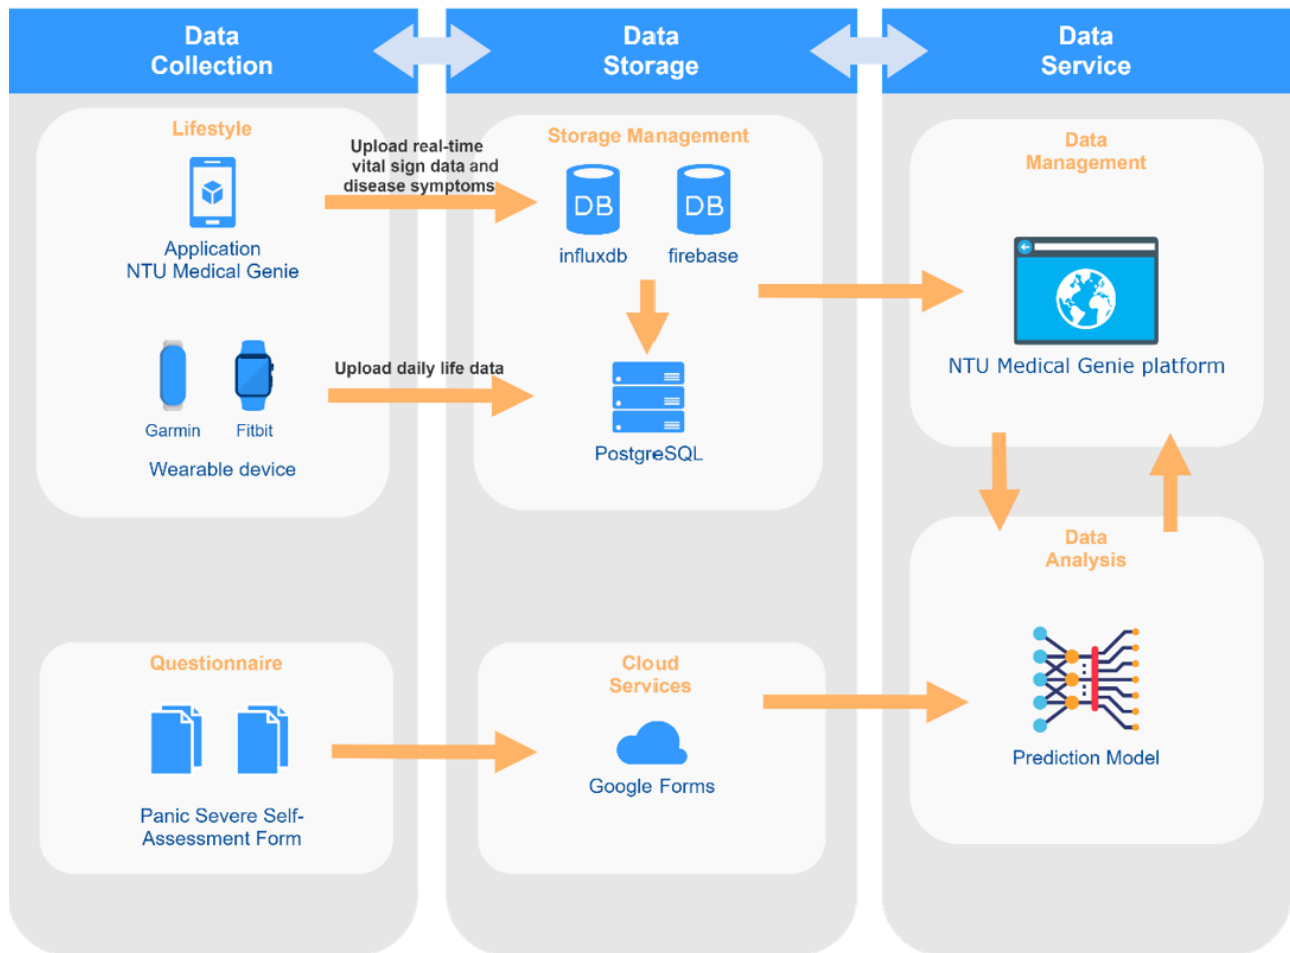 Data
Collection
Data
Storage
Data
Service
Lifestyle
Application
NTU Medical Genie
Garmin
Fitbit
Wearable device
Upload real-time
vital sign data and
disease symptoms
Upload daily life data
Storage Management
DB
DB
influxdb
firebase
PostgreSQL
Data
Management
NTU Medical Genie platform
Data
Analysis
Prediction Model
Questionnaire
Panic Severe Self-
Assessment Form
Cloud
Services
Google Forms